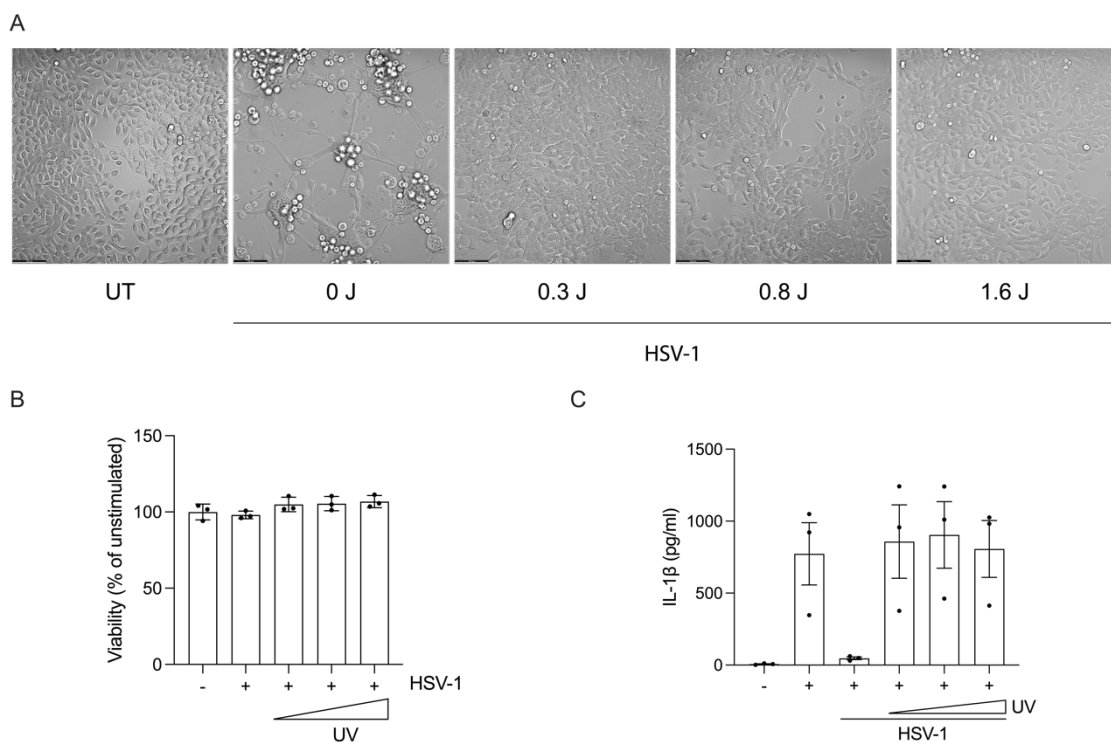 A
UT
0 J
0.3 J
0.8 J
1.6 J
HSV-1
B
C
Viability (% of unstimulated)
150
100
50
0
- + + + + HSV-1
UV
IL-1β (pg/ml)
1500
1000
500
0
- + + + + + UV
HSV-1